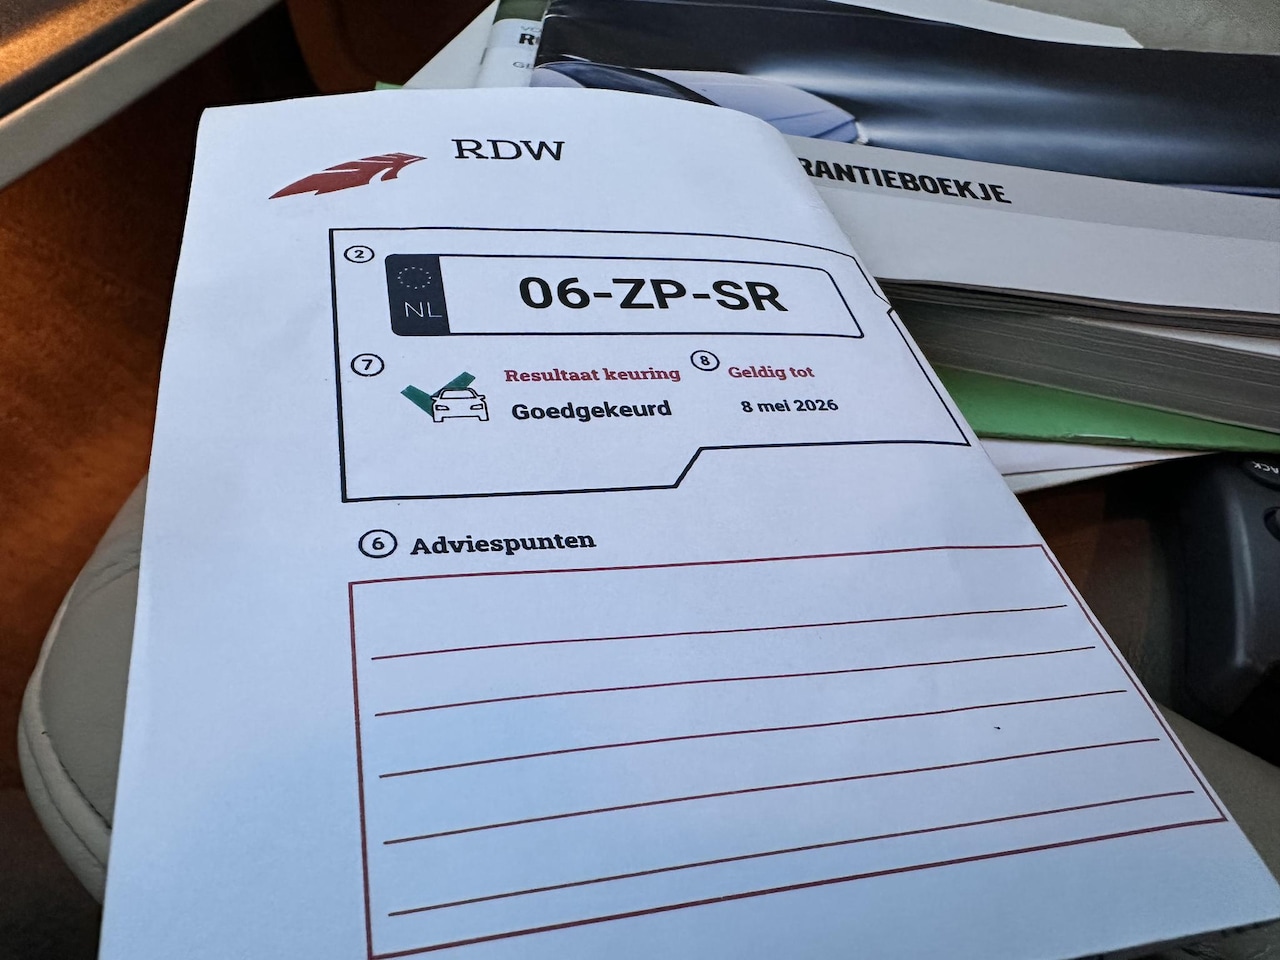 RDW
RANTIEBOEKJE
2
NL
06-ZP-SR
7
Resultaat keuring
8
Geldig tot
Goedgekeurd
8 mei 2026
6 Adviespunten